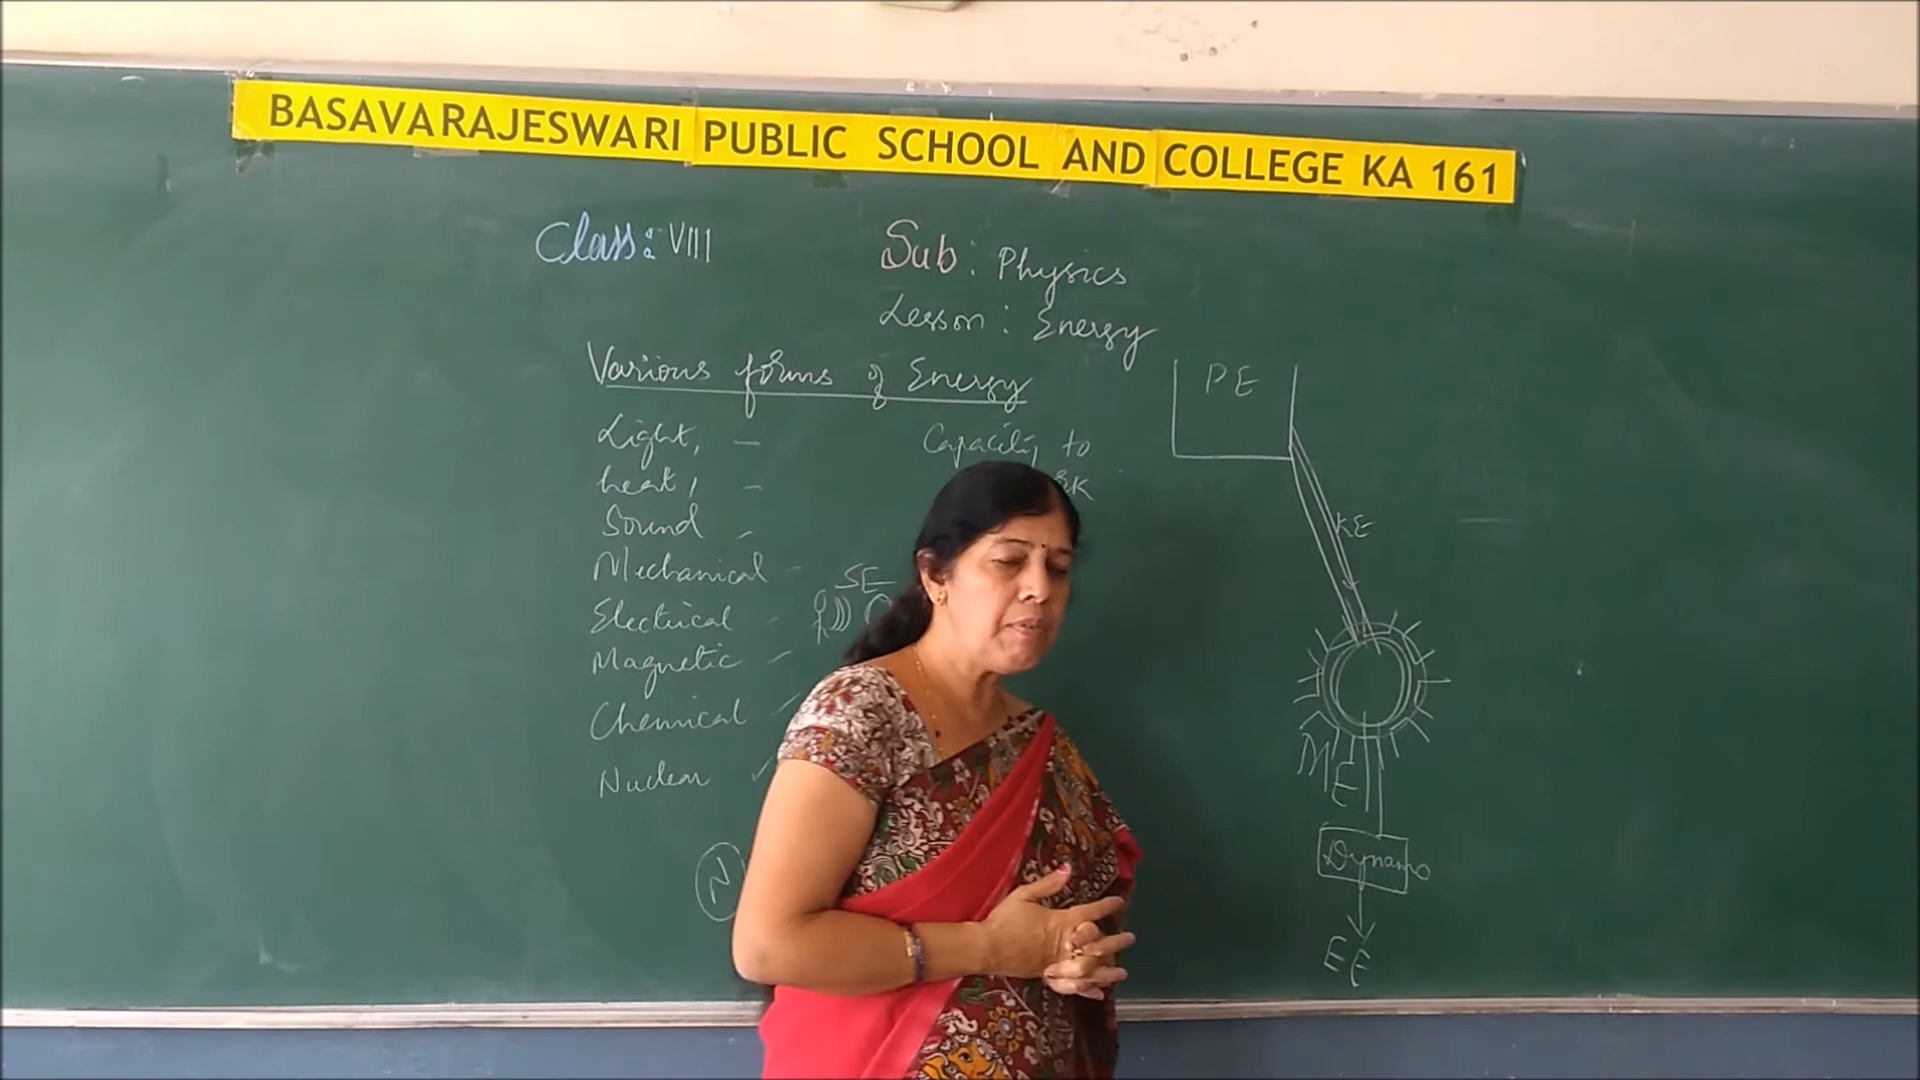 BASAVARAJESWARI PUBLIC SCHOOL AND COLLEGE KA 161
Class: VIII
Sub: Physics
Lesson: Energy
Various forms of Energy
Light, - Capacity to
heat, -
Sound -
Mechanical -
SE
Electrical -
Magnetic -
Chemical -
Nuclear -
N
PE
KE
ME
Dynamo
EE